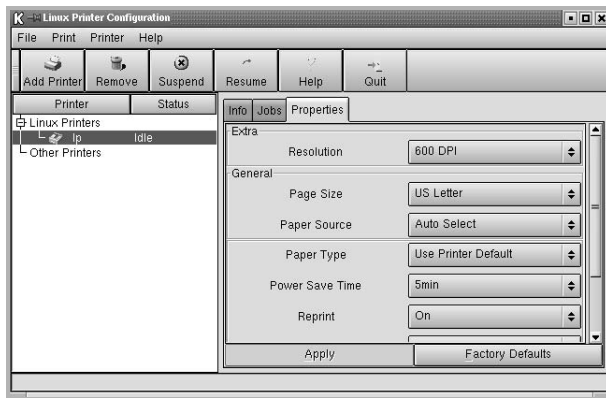 Linux Printer Configuration
File Print Printer Help
Add Printer Remove Suspend Resume Help Quit
Printer Status
Linux Printers
lp Idle
Other Printers
Info Jobs Properties
Extra
Resolution 600 DPI
General
Page Size US Letter
Paper Source Auto Select
Paper Type Use Printer Default
Power Save Time 5min
Reprint On
Apply Factory Defaults